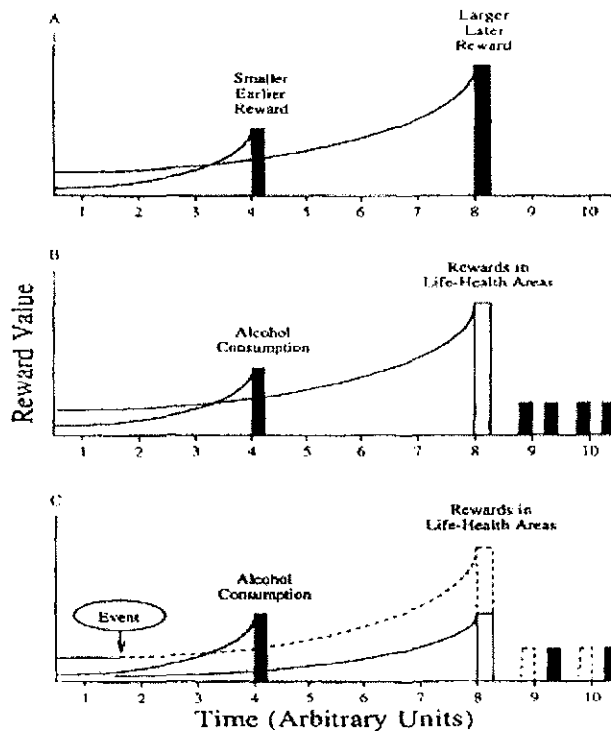 A
Larger
Later
Reward
Smaller
Earlier
Reward
1 2 3 4 5 6 7 8 9 10
B
Rewards in
Life-Health Areas
Alcohol
Consumption
1 2 3 4 5 6 7 8 9 10
Reward Value
C
Rewards in
Life-Health Areas
Alcohol
Consumption
Event
1 2 3 4 5 6 7 8 9 10
Time (Arbitrary Units)